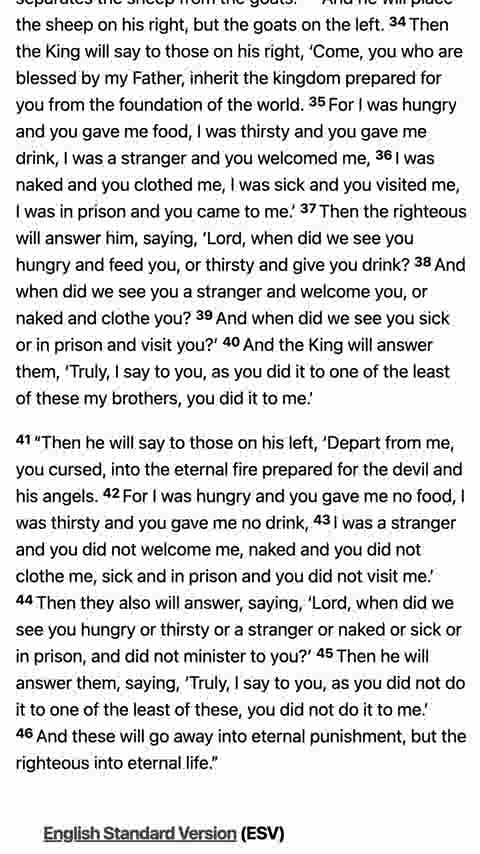 the sheep on his right, but the goats on the left. 34 Then
the King will say to those on his right, ‘Come, you who are
blessed by my Father, inherit the kingdom prepared for
you from the foundation of the world. 35 For I was hungry
and you gave me food, I was thirsty and you gave me
drink, I was a stranger and you welcomed me, 36 I was
naked and you clothed me, I was sick and you visited me,
I was in prison and you came to me.’ 37 Then the righteous
will answer him, saying, ‘Lord, when did we see you
hungry and feed you, or thirsty and give you drink? 38 And
when did we see you a stranger and welcome you, or
naked and clothe you? 39 And when did we see you sick
or in prison and visit you?’ 40 And the King will answer
them, ‘Truly, I say to you, as you did it to one of the least
of these my brothers, you did it to me.’
41 “Then he will say to those on his left, ‘Depart from me,
you cursed, into the eternal fire prepared for the devil and
his angels. 42 For I was hungry and you gave me no food, I
was thirsty and you gave me no drink, 43 I was a stranger
and you did not welcome me, naked and you did not
clothe me, sick and in prison and you did not visit me.’
44 Then they also will answer, saying, ‘Lord, when did we
see you hungry or thirsty or a stranger or naked or sick or
in prison, and did not minister to you?’ 45 Then he will
answer them, saying, ‘Truly, I say to you, as you did not do
it to one of the least of these, you did not do it to me.’
46 And these will go away into eternal punishment, but the
righteous into eternal life.”
English Standard Version (ESV)